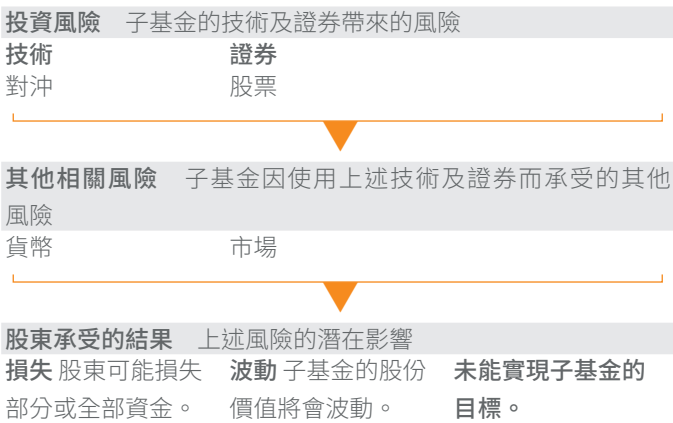 投資風險　子基金的技術及證券帶來的風險
技術　證券
對沖　股票
其他相關風險　子基金因使用上述技術及證券而承受的其他
風險
貨幣　市場
股東承受的結果　上述風險的潛在影響
損失 股東可能損失　波動 子基金的股份　未能實現子基金的
部分或全部資金。　價值將會波動。　目標。